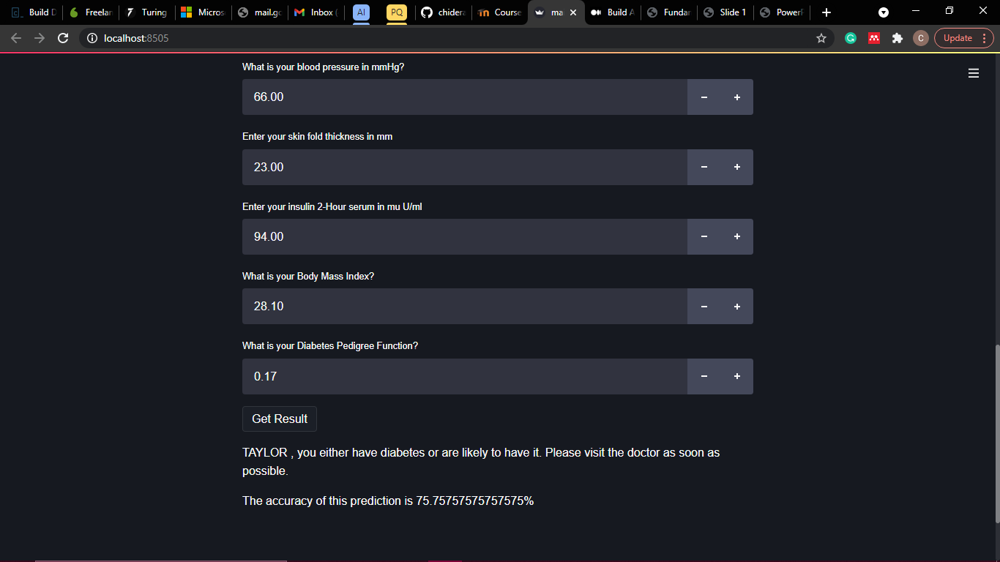 Build D
Freelan
Turing
Micros
mail.gc
Inbox (
AI
PQ
chidera
Course
ma
Build A
Fundar
Slide 1
PowerP
localhost:8505
C
Update
What is your blood pressure in mmHg?
66.00
Enter your skin fold thickness in mm
23.00
Enter your insulin 2-Hour serum in mu U/ml
94.00
What is your Body Mass Index?
28.10
What is your Diabetes Pedigree Function?
0.17
Get Result
TAYLOR , you either have diabetes or are likely to have it. Please visit the doctor as soon as
possible.
The accuracy of this prediction is 75.75757575757575%